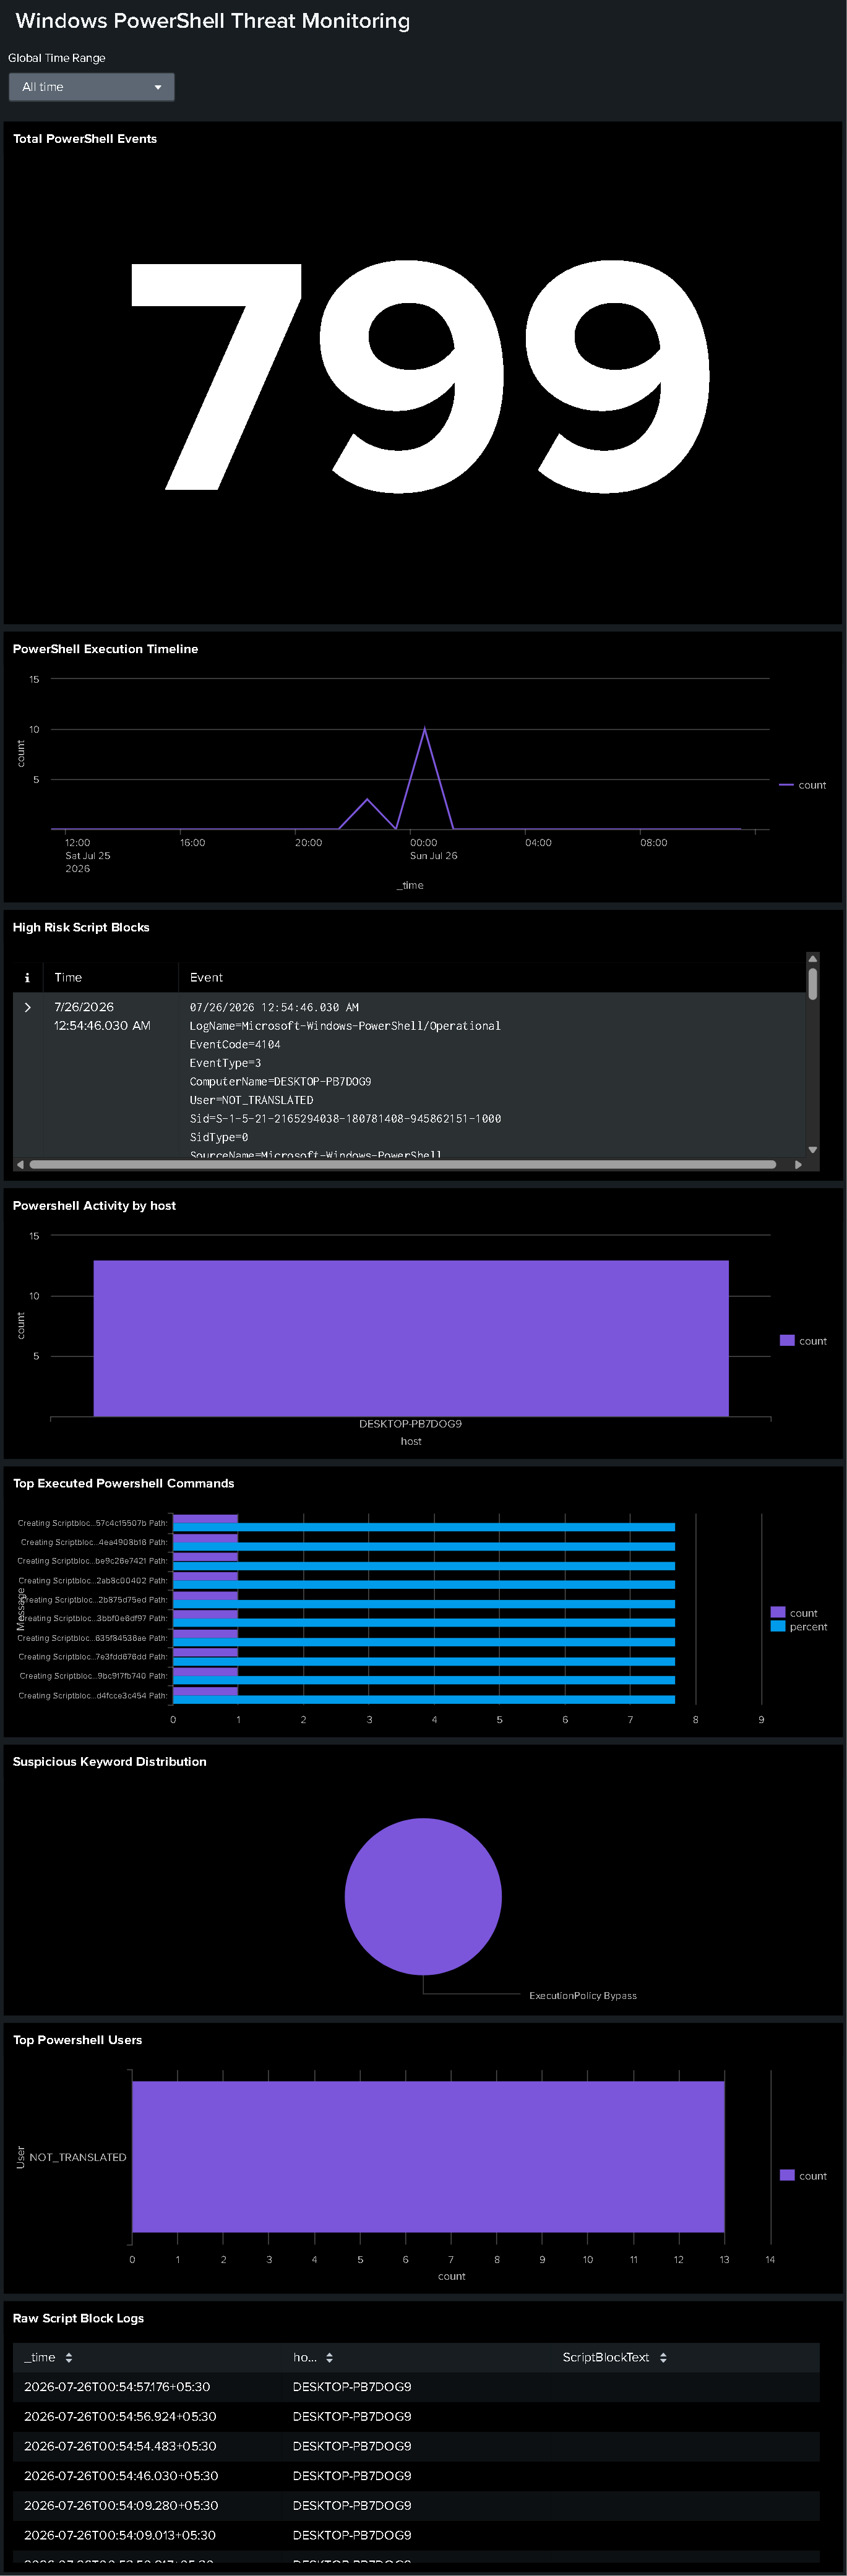 Windows PowerShell Threat Monitoring
Global Time Range
All time
Total PowerShell Events
799
PowerShell Execution Timeline
15
10
5
count
count
12:00
Sat Jul 25
2026
16:00
20:00
00:00
Sun Jul 26
04:00
08:00
_time
High Risk Script Blocks
i Time Event
7/26/2026
12:54:46.030 AM
07/26/2026 12:54:46.030 AM
LogName=Microsoft-Windows-PowerShell/Operational
EventCode=4104
EventType=3
ComputerName=DESKTOP-PB7DOG9
User=NOT_TRANSLATED
Sid=S-1-5-21-2165294038-180781408-945862151-1000
SidType=0
SourceName=Microsoft-Windows-PowerShell
Powershell Activity by host
15
10
5
count
count
DESKTOP-PB7DOG9
host
Top Executed Powershell Commands
Creating Scriptbloc...57c4c15507b Path:
Creating Scriptbloc...4ea4908b16 Path:
Creating Scriptbloc...be9c26e7421 Path:
Creating Scriptbloc...2ab8c00402 Path:
Creating Scriptbloc...2b875d75ed Path:
Creating Scriptbloc...3bbf0e6df97 Path:
Creating Scriptbloc...635f84536ae Path:
Creating Scriptbloc...7e3fdd676dd Path:
Creating Scriptbloc...9bc917fb740 Path:
Creating Scriptbloc...d4fcce3c454 Path:
Message
count
percent
0 1 2 3 4 5 6 7 8 9
Suspicious Keyword Distribution
ExecutionPolicy Bypass
Top Powershell Users
User
NOT_TRANSLATED
count
0 1 2 3 4 5 6 7 8 9 10 11 12 13 14
count
Raw Script Block Logs
_time ho... ScriptBlockText
2026-07-26T00:54:57.176+05:30 DESKTOP-PB7DOG9
2026-07-26T00:54:56.924+05:30 DESKTOP-PB7DOG9
2026-07-26T00:54:54.483+05:30 DESKTOP-PB7DOG9
2026-07-26T00:54:46.030+05:30 DESKTOP-PB7DOG9
2026-07-26T00:54:09.280+05:30 DESKTOP-PB7DOG9
2026-07-26T00:54:09.013+05:30 DESKTOP-PB7DOG9